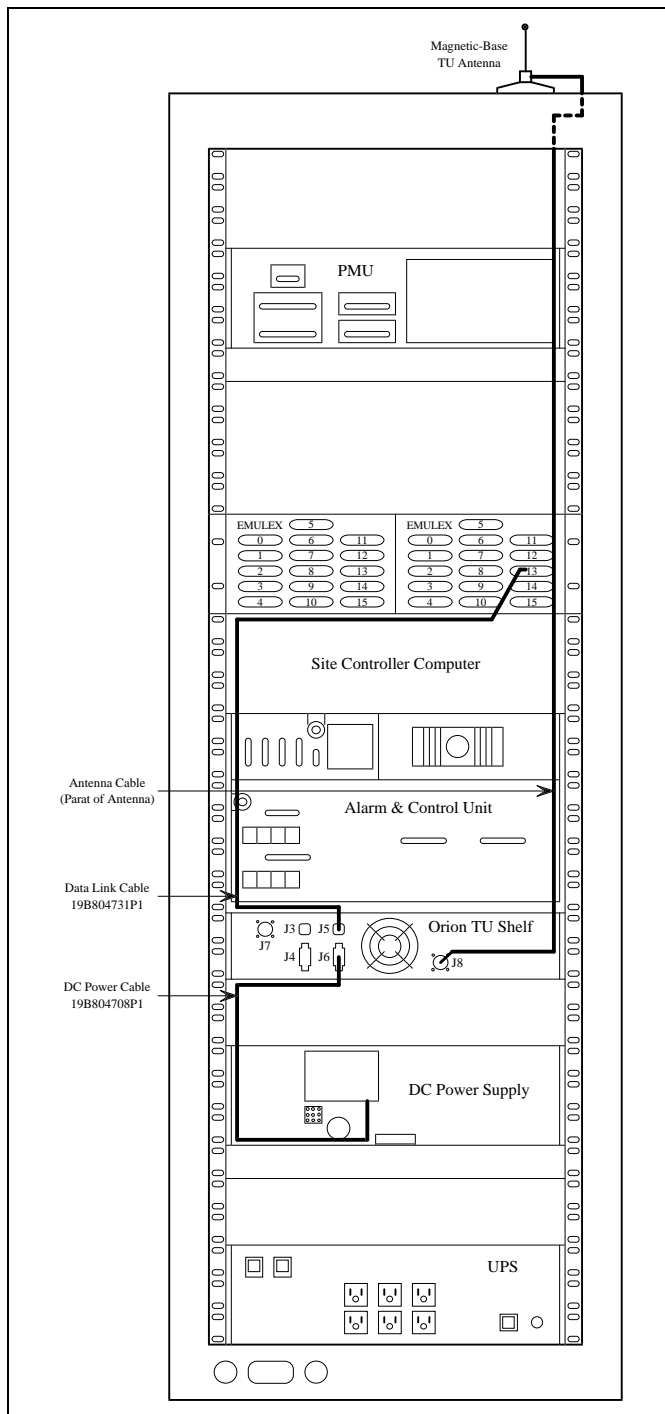 Magnetic-Base
TU Antenna
PMU
EMULEX 5 EMULEX 5
0 6 11 0 6 11
1 7 12 1 7 12
2 8 13 2 8 13
3 9 14 3 9 14
4 10 15 4 10 15
Site Controller Computer
Antenna Cable
(Parat of Antenna)
Alarm & Control Unit
Data Link Cable
19B804731P1
Orion TU Shelf
J3 J5
J7
J4 J6
J8
DC Power Cable
19B804708P1
DC Power Supply
UPS